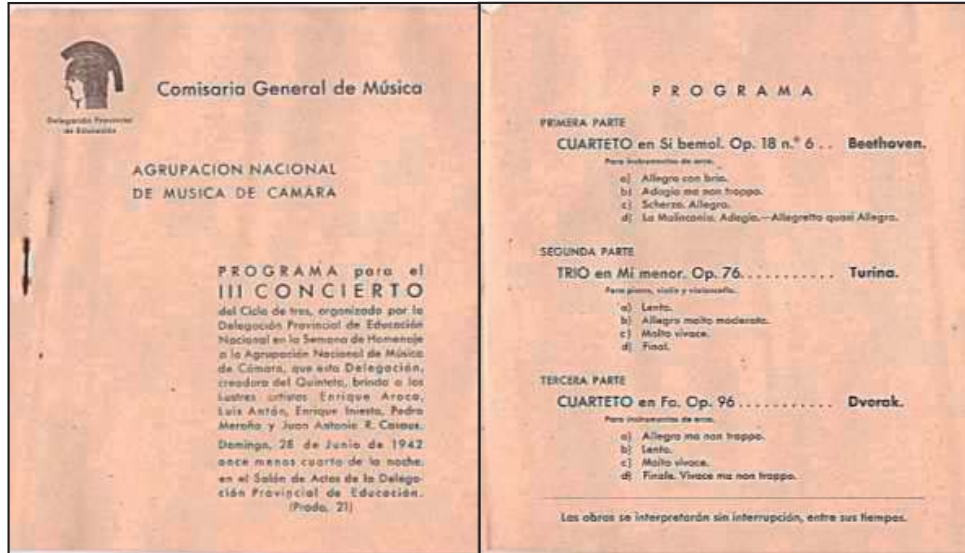 Delegación Provincial
de Educación
Comisaria General de Música
AGRUPACION NACIONAL
DE MUSICA DE CAMARA
PROGRAMA para el
III CONCIERTO
del Ciclo de tres, organizado por la
Delegación Provincial de Educación
Nacional en la Semana de Homenaje
a la Agrupación Nacional de Música
de Cámara, que esta Delegación,
creadora del Quinteto, brinda a los
ilustres artistas Enrique Aroca,
Luis Antón, Enrique Iniesta, Pedro
Meroño y Juan Antonio R. Casaux.
Domingo, 28 de Junio de 1942
once menos cuarto de la noche,
en el Salón de Actos de la Delega-
ción Provincial de Educación.
(Prado, 21)
PROGRAMA
PRIMERA PARTE
CUARTETO en Si bemol. Op. 18 n.º 6 . . Beethoven.
Para instrumentos de arco.
a) Allegro con brio.
b) Adagio ma non troppo.
c) Scherzo. Allegro.
d) La Malinconia. Adagio.—Allegretto quasi Allegro.
SEGUNDA PARTE
TRIO en Mi menor. Op. 76........... Turina.
Para piano, violín y violoncello.
a) Lento.
b) Allegro molto moderato.
c) Molto vivace.
d) Final.
TERCERA PARTE
CUARTETO en Fa. Op. 96 ........... Dvorak.
Para instrumentos de arco.
a) Allegro ma non troppo.
b) Lento.
c) Molto vivace.
d) Finale. Vivace ma non troppo.
Las obras se interpretarán sin interrupción, entre sus tiempos.